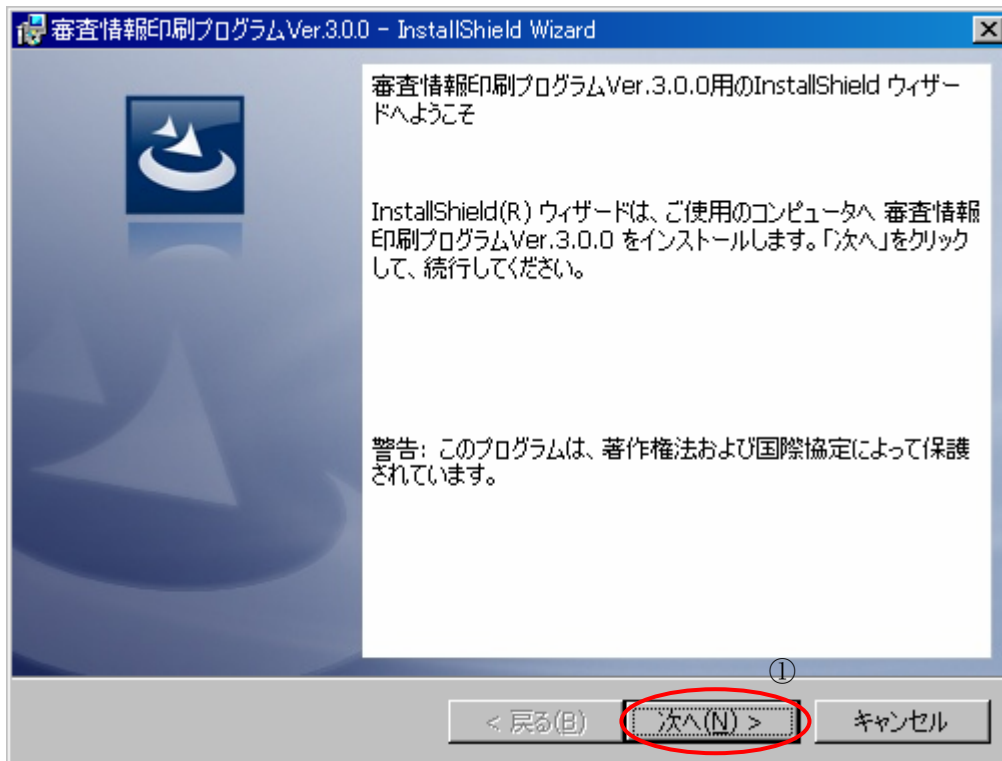 審査情報印刷プログラムVer.3.0.0 - InstallShield Wizard
審査情報印刷プログラムVer.3.0.0用のInstallShield ウィザー
ドへようこそ
InstallShield(R) ウィザードは、ご使用のコンピュータへ 審査情報
印刷プログラムVer.3.0.0 をインストールします。「次へ」をクリック
して、続行してください。
警告: このプログラムは、著作権法および国際協定によって保護
されています。
①
< 戻る(B) 次へ(N) > キャンセル